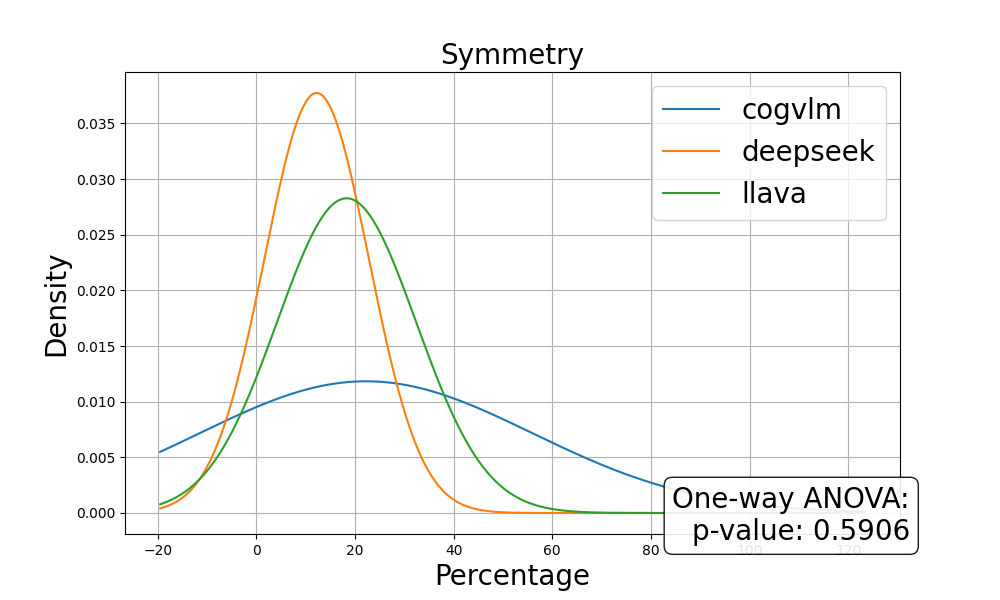 Symmetry
cogvlm
deepseek
llava
0.035
0.030
0.025
0.020
0.015
0.010
0.005
0.000
Density
One-way ANOVA:
p-value: 0.5906
−20 0 20 40 60 80 100 120
Percentage